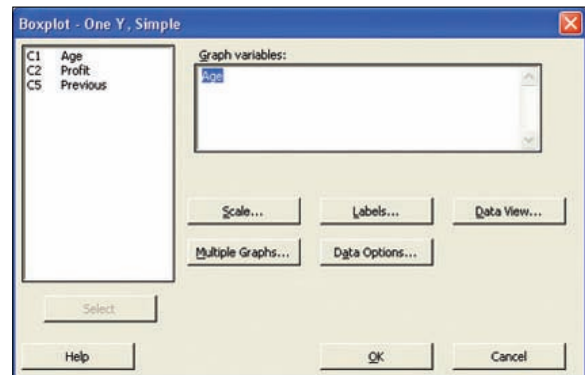 Boxplot - One Y, Simple
C1 Age
C2 Profit
C5 Previous
Graph variables:
Age
Scale...
Labels...
Data View...
Multiple Graphs...
Data Options...
Select
Help
OK
Cancel